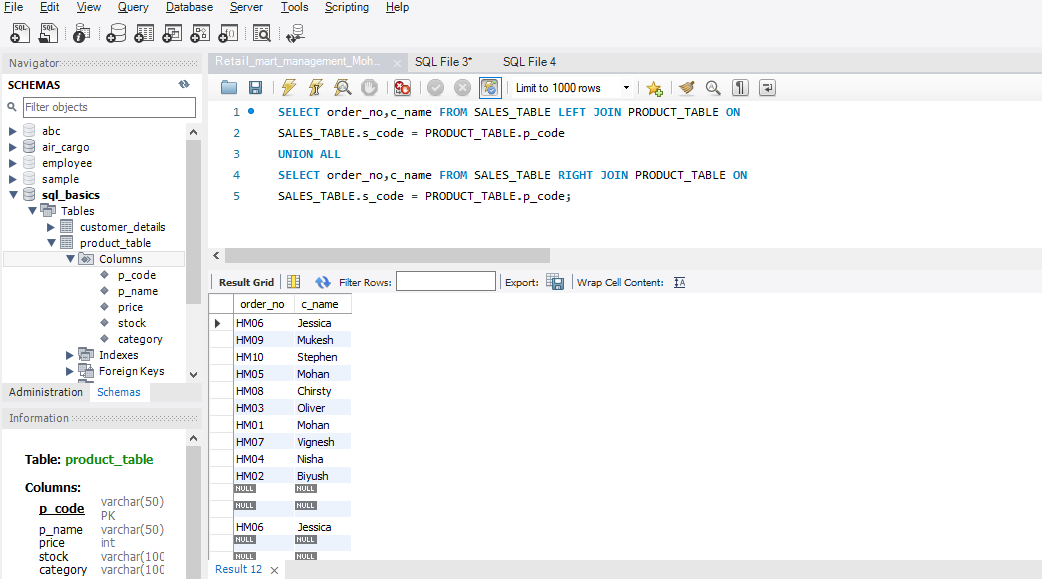 File Edit View Query Database Server Tools Scripting Help
Navigator
Retail_mart_management_Moh... SQL File 3* SQL File 4
SCHEMAS
Filter objects
Limit to 1000 rows
abc
air_cargo
employee
sample
sql_basics
Tables
customer_details
product_table
Columns
p_code
p_name
price
stock
category
Indexes
Foreign Keys
Administration Schemas
1 SELECT order_no,c_name FROM SALES_TABLE LEFT JOIN PRODUCT_TABLE ON
2 SALES_TABLE.s_code = PRODUCT_TABLE.p_code
3 UNION ALL
4 SELECT order_no,c_name FROM SALES_TABLE RIGHT JOIN PRODUCT_TABLE ON
5 SALES_TABLE.s_code = PRODUCT_TABLE.p_code;
Result Grid Filter Rows: Export: Wrap Cell Content:
order_no c_name
HM06 Jessica
HM09 Mukesh
HM10 Stephen
HM05 Mohan
HM08 Chirsty
HM03 Oliver
HM01 Mohan
HM07 Vignesh
HM04 Nisha
HM02 Biyush
NULL NULL
NULL NULL
HM06 Jessica
NULL NULL
NULL NULL
Information
Table: product_table
Columns:
p_code varchar(50)
PK
p_name varchar(50)
price int
stock varchar(100
category varchar(100
Result 12